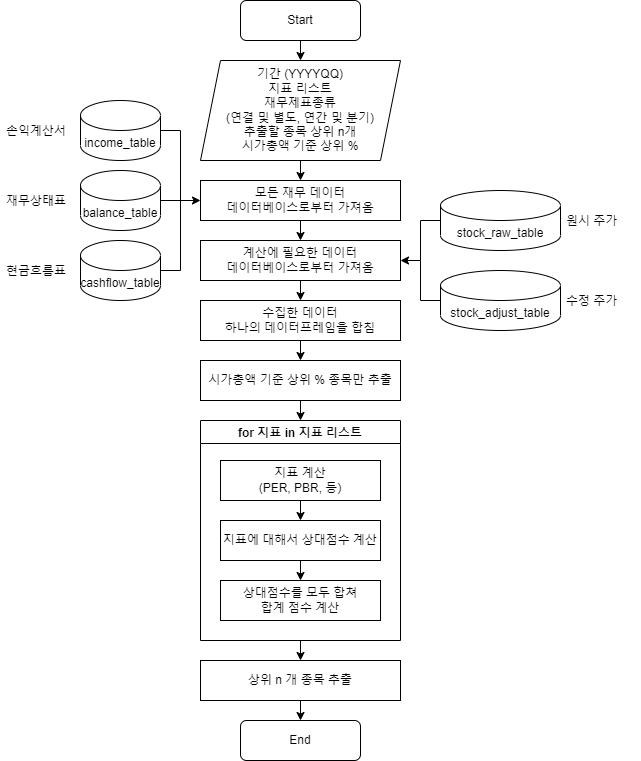 Start
기간 (YYYYQQ)
지표 리스트
재무제표종류
(연결 및 별도, 연간 및 분기)
추출할 종목 상위 n개
시가총액 기준 상위 %
손익계산서
income_table
재무상태표
balance_table
현금흐름표
cashflow_table
모든 재무 데이터
데이터베이스로부터 가져옴
원시 주가
stock_raw_table
수정 주가
stock_adjust_table
계산에 필요한 데이터
데이터베이스로부터 가져옴
수집한 데이터
하나의 데이터프레임을 합침
시가총액 기준 상위 % 종목만 추출
for 지표 in 지표 리스트
지표 계산
(PER, PBR, 등)
지표에 대해서 상대점수 계산
상대점수를 모두 합쳐
합계 점수 계산
상위 n 개 종목 추출
End